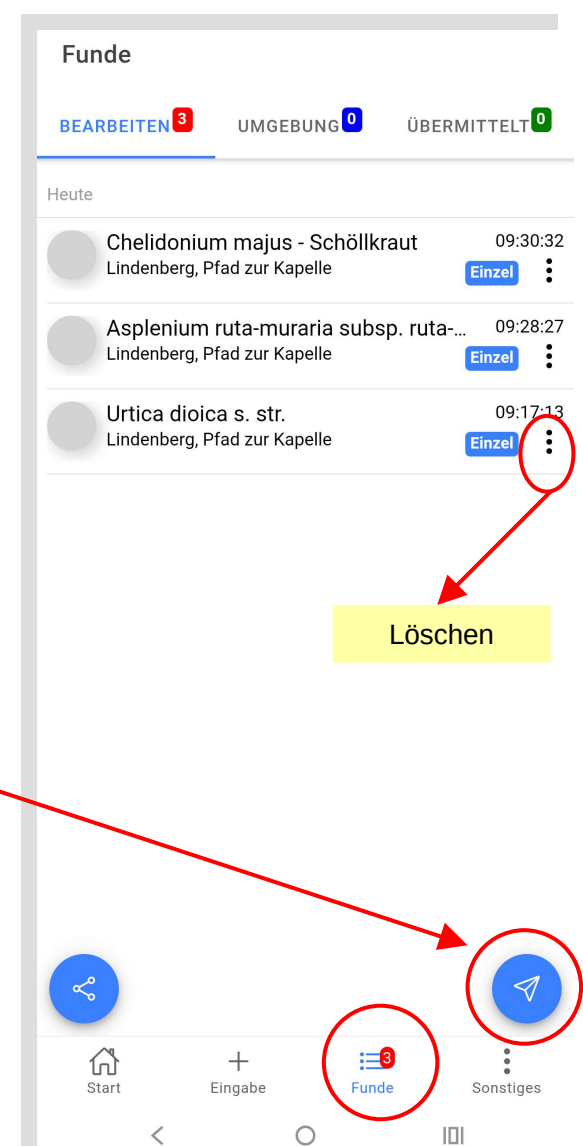 Funde
BEARBEITEN 3 UMGEBUNG 0 ÜBERMITTELT 0
Heute
Chelidonium majus - Schöllkraut 09:30:32
Lindenberg, Pfad zur Kapelle Einzel
Asplenium ruta-muraria subsp. ruta-... 09:28:27
Lindenberg, Pfad zur Kapelle Einzel
Urtica dioica s. str. 09:17:13
Lindenberg, Pfad zur Kapelle Einzel
Löschen
3
Start Eingabe Funde Sonstiges